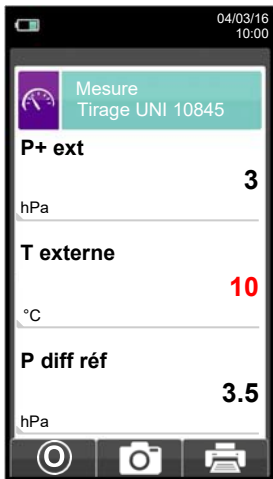 04/03/16
10:00
Mesure
Tirage UNI 10845
P+ ext
3
hPa
T externe
10
°C
P diff réf
3.5
hPa
O